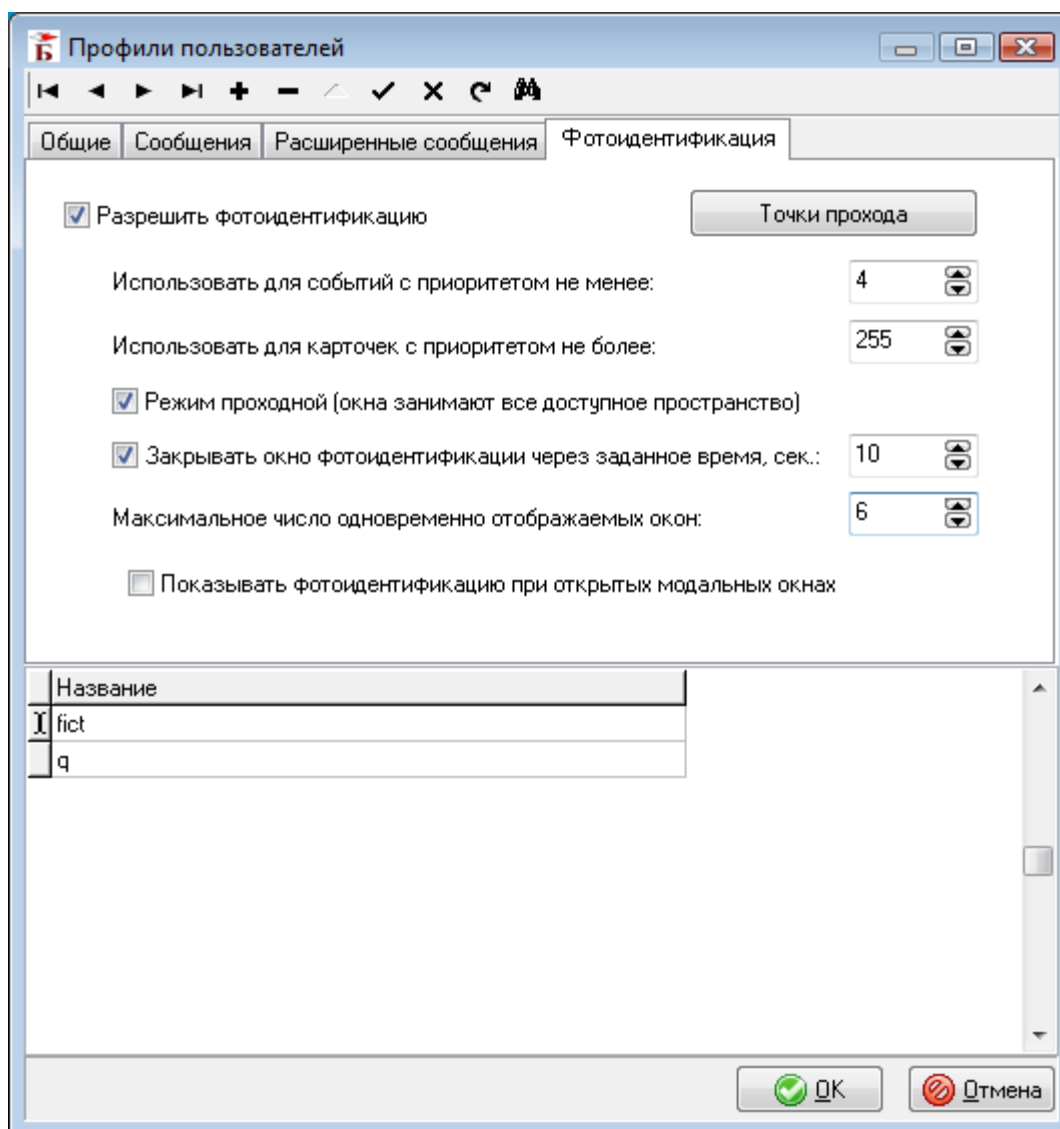 Профили пользователей
Общие Сообщения Расширенные сообщения Фотоидентификация
Разрешить фотоидентификацию Точки прохода
Использовать для событий с приоритетом не менее: 4
Использовать для карточек с приоритетом не более: 255
Режим проходной (окна занимают все доступное пространство)
Закрывать окно фотоидентификации через заданное время, сек.: 10
Максимальное число одновременно отображаемых окон: 6
Показывать фотоидентификацию при открытых модальных окнах
Название
fict
q
OK Отмена